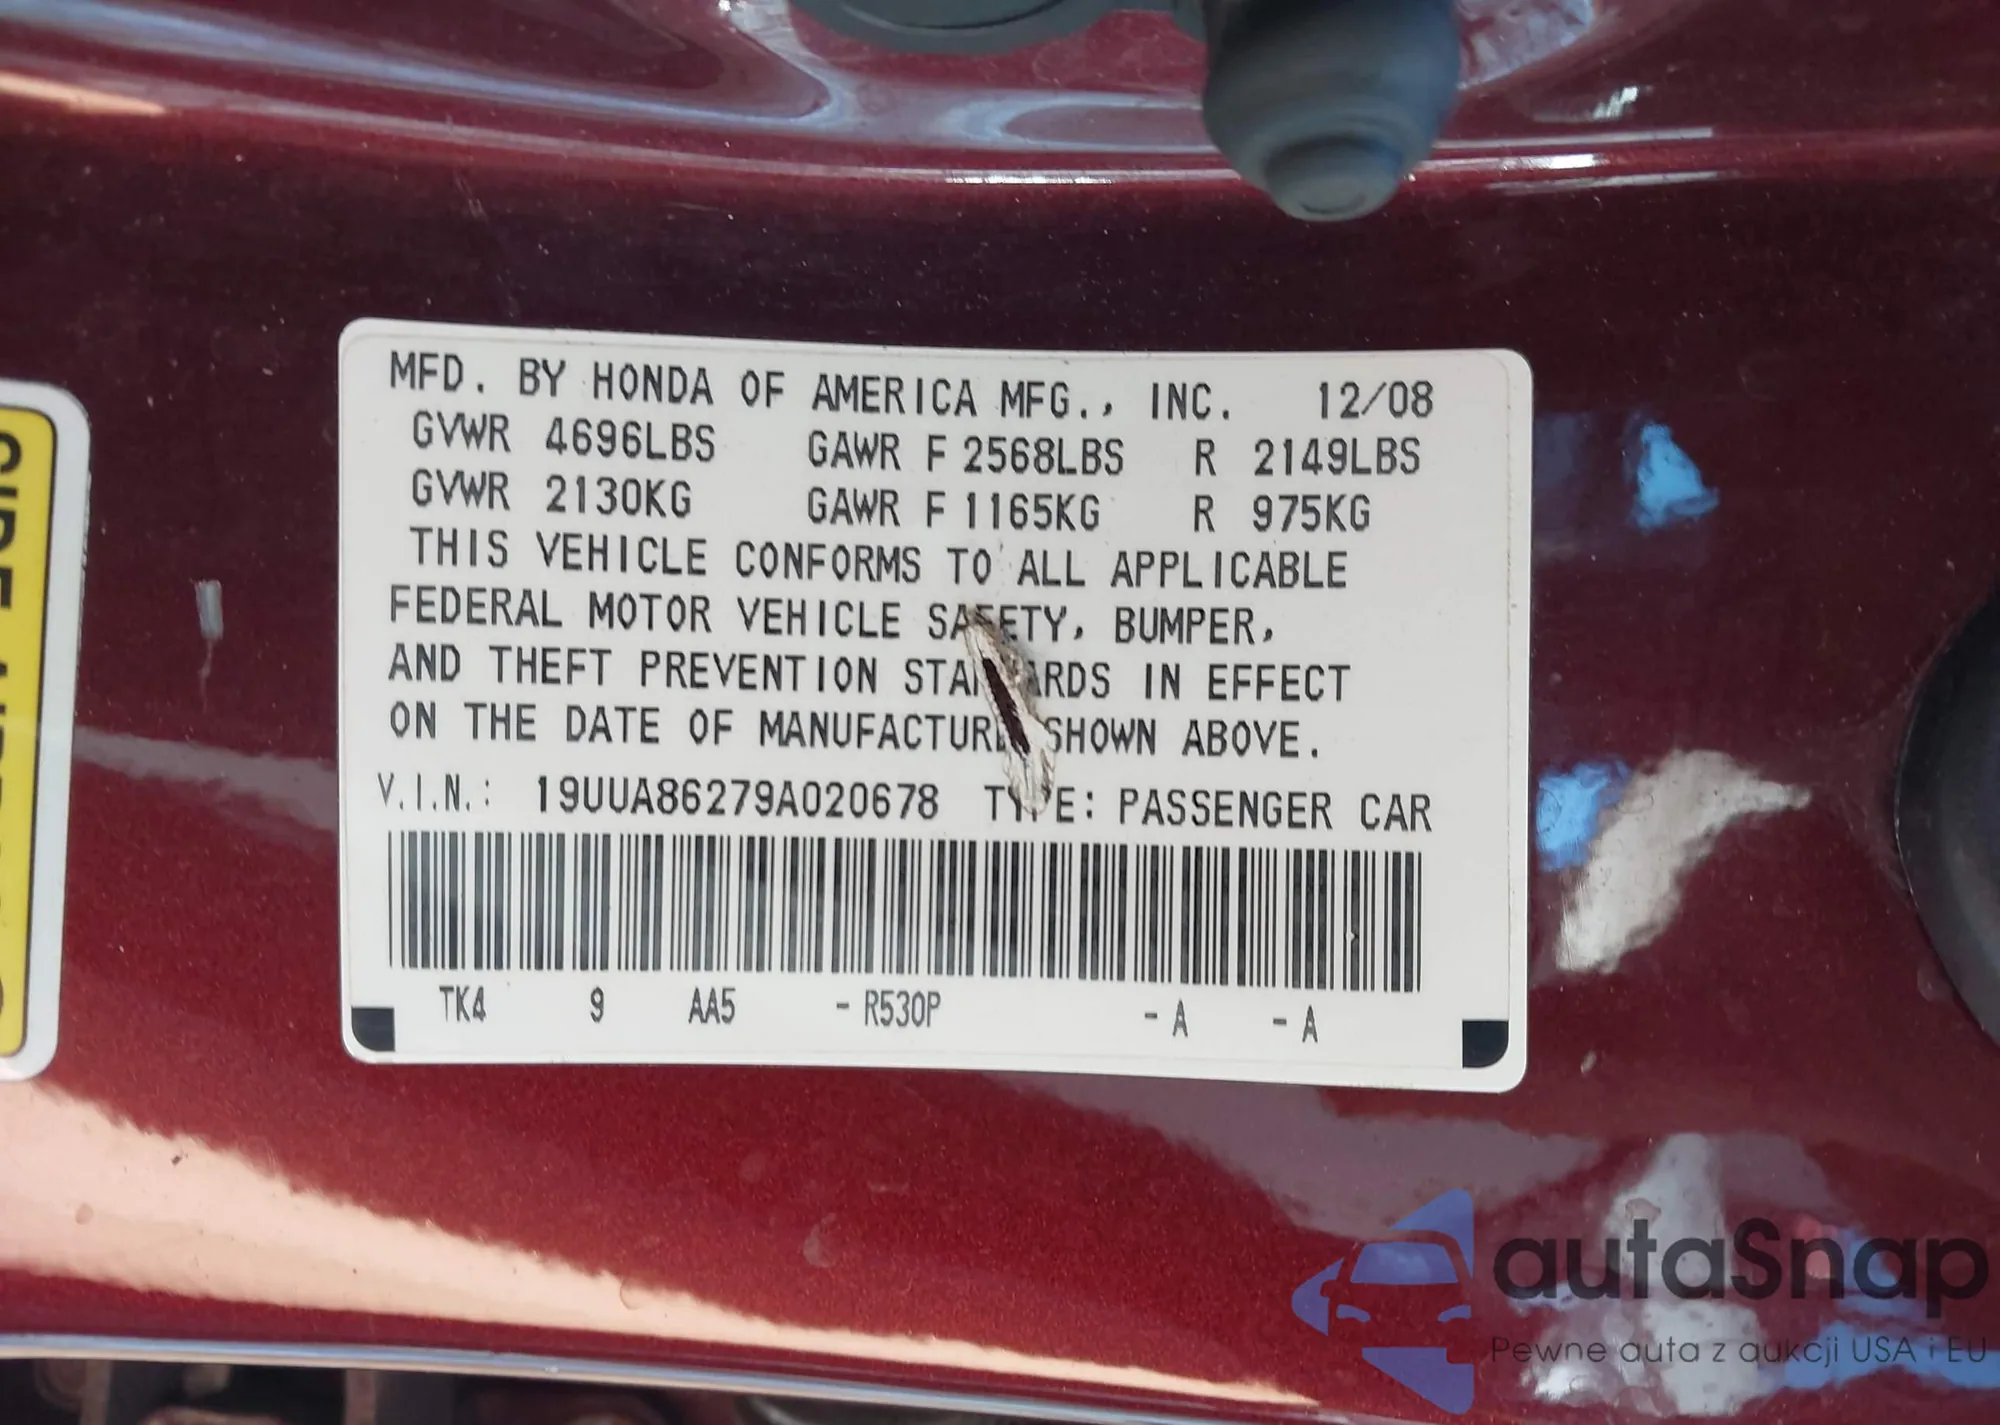 MFD. BY HONDA OF AMERICA MFG., INC. 12/08
GVWR 4696LBS GAWR F 2568LBS R 2149LBS
GVWR 2130KG GAWR F 1165KG R 975KG
THIS VEHICLE CONFORMS TO ALL APPLICABLE
FEDERAL MOTOR VEHICLE SAFETY, BUMPER,
AND THEFT PREVENTION STANDARDS IN EFFECT
ON THE DATE OF MANUFACTURE SHOWN ABOVE.
V.I.N.: 19UUA86279A020678 TYPE: PASSENGER CAR
TK4 9 AA5 - R530P - A - A
SIDE
autaSnap
Pewne auta z aukcji USA i EU